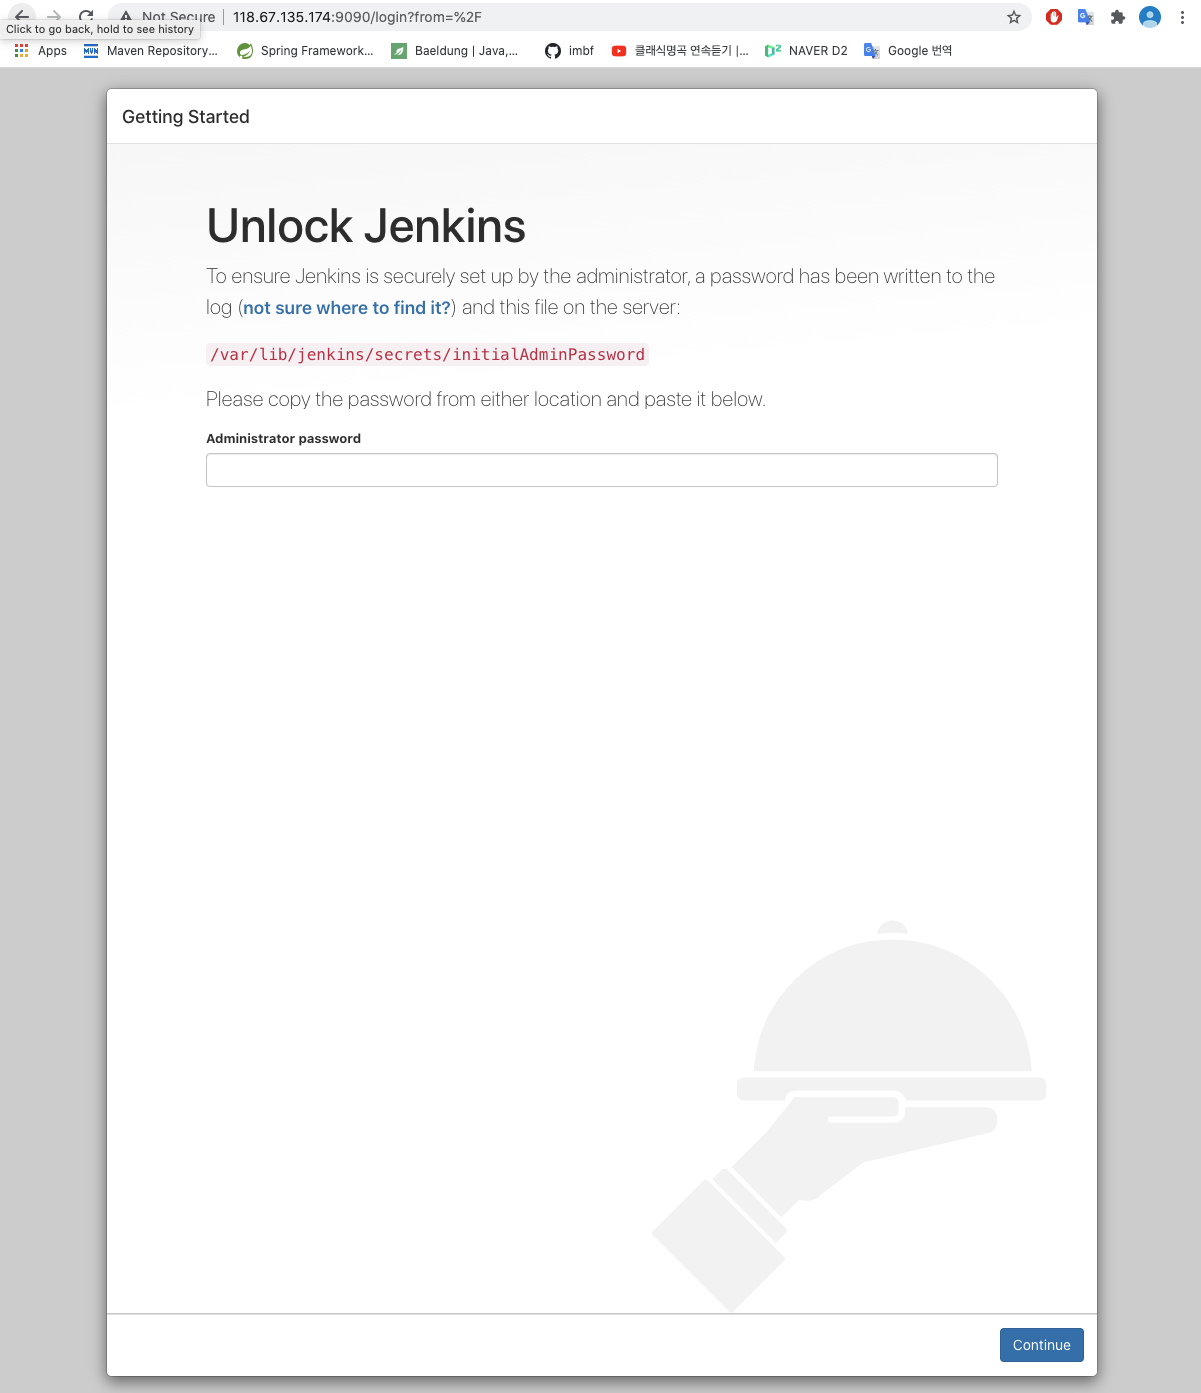 Not Secure 118.67.135.174:9090/login?from=%2F
Click to go back, hold to see history
Apps MVN Maven Repository... Spring Framework... Baeldung | Java,... imbf 클래식명곡 연속듣기 |... D2 NAVER D2 G Google 번역
Getting Started
Unlock Jenkins
To ensure Jenkins is securely set up by the administrator, a password has been written to the
log (not sure where to find it?) and this file on the server:
/var/lib/jenkins/secrets/initialAdminPassword
Please copy the password from either location and paste it below.
Administrator password
Continue